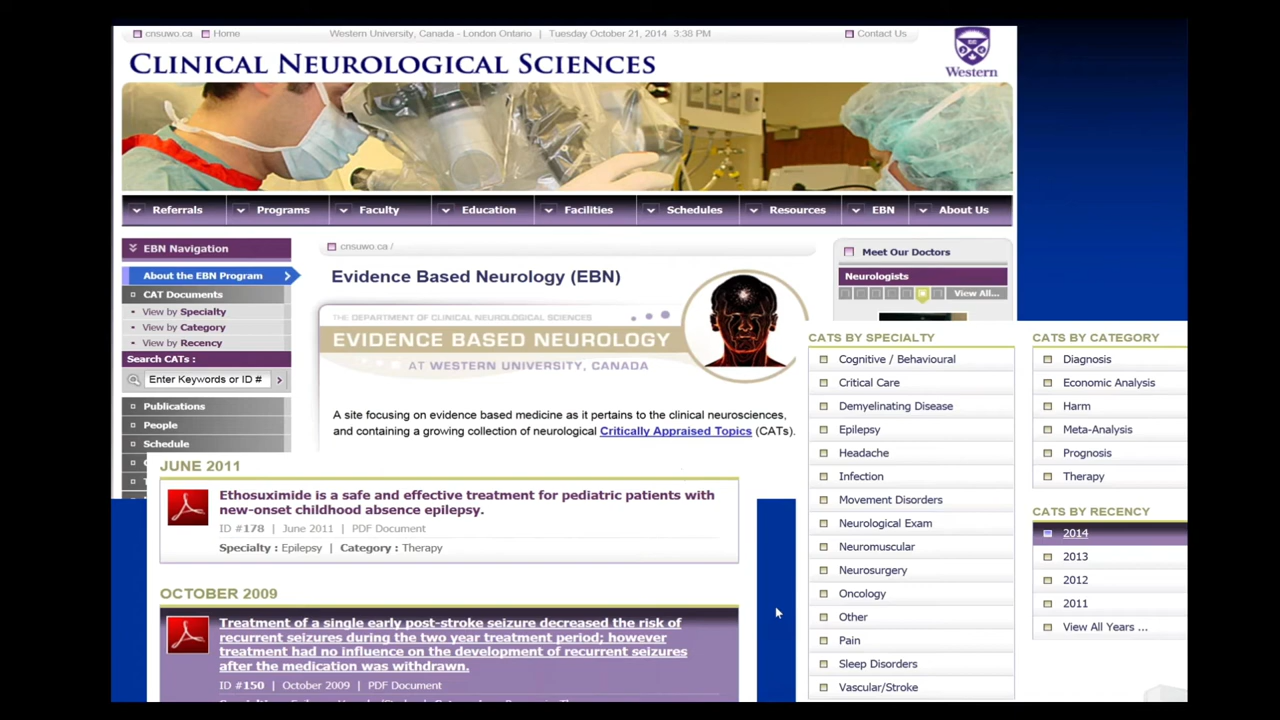 cnsuwo.ca Home Western University, Canada - London Ontario | Tuesday October 21, 2014 3:38 PM Contact Us
CLINICAL NEUROLOGICAL SCIENCES
Western
Referrals Programs Faculty Education Facilities Schedules Resources EBN About Us
EBN Navigation
About the EBN Program
CAT Documents
View by Specialty
View by Category
View by Recency
Search CATs :
Enter Keywords or ID #
Publications
People
Schedule
cnsuwo.ca /
Evidence Based Neurology (EBN)
THE DEPARTMENT OF CLINICAL NEUROLOGICAL SCIENCES
EVIDENCE BASED NEUROLOGY
AT WESTERN UNIVERSITY, CANADA
A site focusing on evidence based medicine as it pertains to the clinical neurosciences,
and containing a growing collection of neurological Critically Appraised Topics (CATs).
Meet Our Doctors
Neurologists
View All...
JUNE 2011
Ethosuximide is a safe and effective treatment for pediatric patients with
new-onset childhood absence epilepsy.
ID #178 | June 2011 | PDF Document
Specialty : Epilepsy | Category : Therapy
OCTOBER 2009
Treatment of a single early post-stroke seizure decreased the risk of
recurrent seizures during the two year treatment period; however
treatment had no influence on the development of recurrent seizures
after the medication was withdrawn.
ID #150 | October 2009 | PDF Document
CATS BY SPECIALTY
Cognitive / Behavioural
Critical Care
Demyelinating Disease
Epilepsy
Headache
Infection
Movement Disorders
Neurological Exam
Neuromuscular
Neurosurgery
Oncology
Other
Pain
Sleep Disorders
Vascular/Stroke
CATS BY CATEGORY
Diagnosis
Economic Analysis
Harm
Meta-Analysis
Prognosis
Therapy
CATS BY RECENCY
2014
2013
2012
2011
View All Years ...